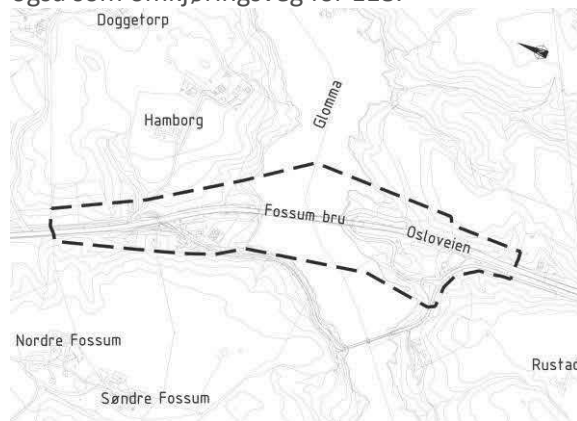 også som omkjøringsveg for E18.
Doggetorp
Hamborg
Glomma
Fossum bru
Osloveien
Nordre Fossum
Søndre Fossum
Rustad